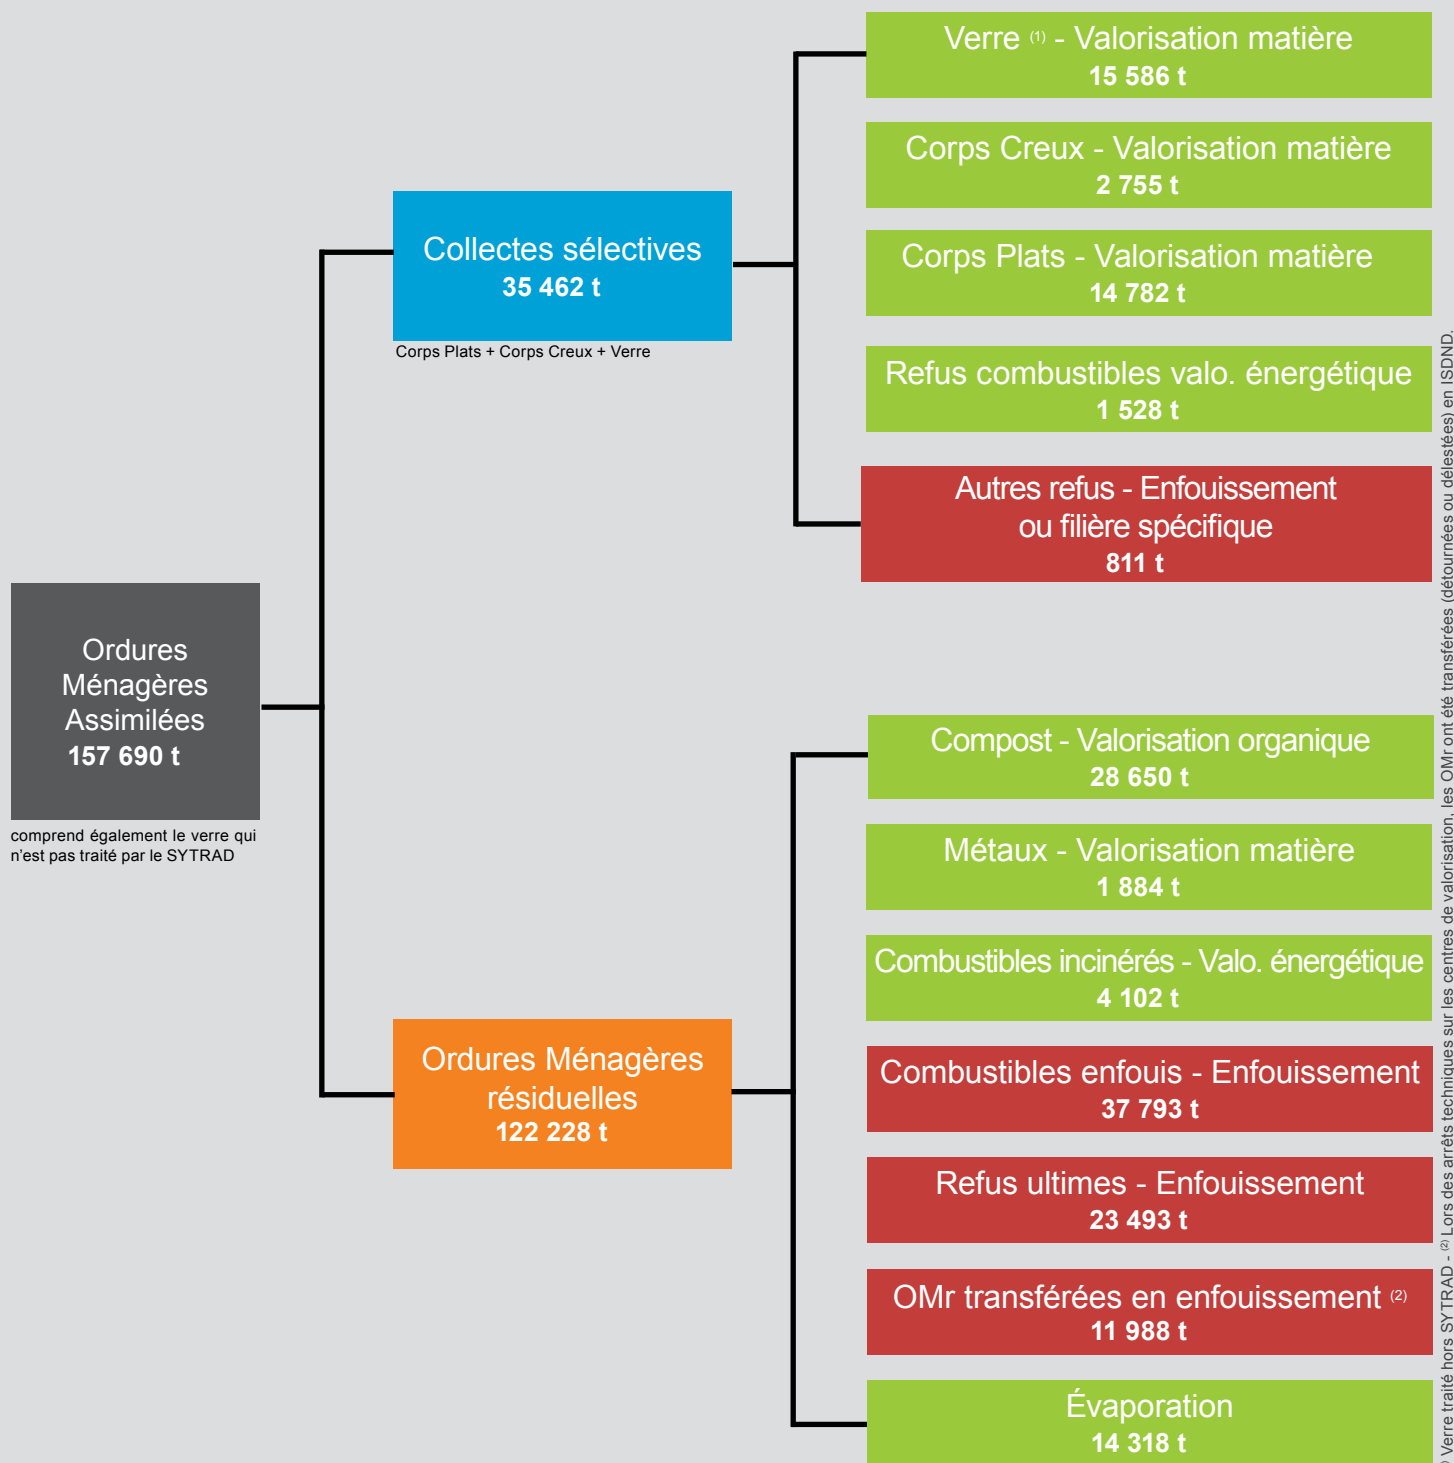 Ordures
Ménagères
Assimilées
157 690 t
comprend également le verre qui
n'est pas traité par le SYTRAD
Collectes sélectives
35 462 t
Corps Plats + Corps Creux + Verre
Verre (1) - Valorisation matière
15 586 t
Corps Creux - Valorisation matière
2 755 t
Corps Plats - Valorisation matière
14 782 t
Refus combustibles valo. énergétique
1 528 t
Autres refus - Enfouissement
ou filière spécifique
811 t
Ordures Ménagères
résiduelles
122 228 t
Compost - Valorisation organique
28 650 t
Métaux - Valorisation matière
1 884 t
Combustibles incinérés - Valo. énergétique
4 102 t
Combustibles enfouis - Enfouissement
37 793 t
Refus ultimes - Enfouissement
23 493 t
OMr transférées en enfouissement (2)
11 988 t
Évaporation
14 318 t
Verre traité hors SYTRAD - (2) Lors des arrêts techniques sur les centres de valorisation, les OMr ont été transférées (détournées ou délestées) en ISDND.